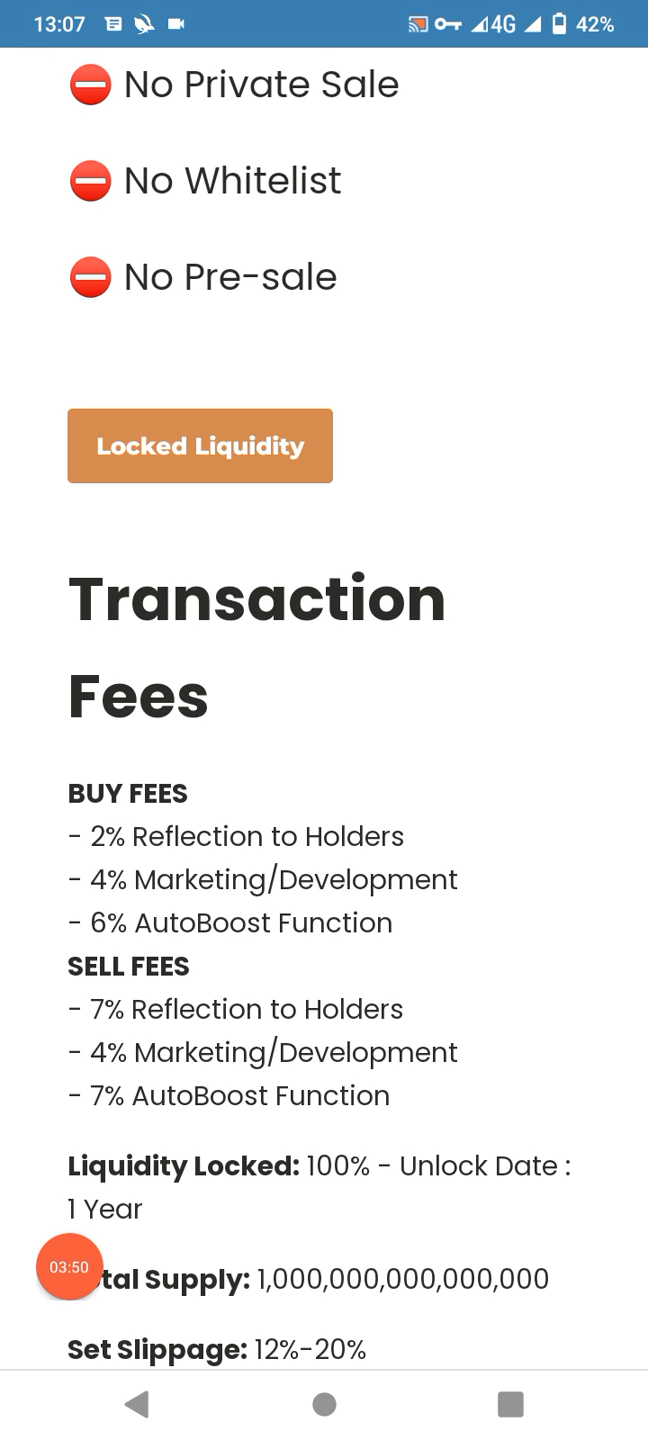 13:07
4G
42%
⛔ No Private Sale
⛔ No Whitelist
⛔ No Pre-sale
Locked Liquidity
Transaction
Fees
BUY FEES
- 2% Reflection to Holders
- 4% Marketing/Development
- 6% AutoBoost Function
SELL FEES
- 7% Reflection to Holders
- 4% Marketing/Development
- 7% AutoBoost Function
Liquidity Locked: 100% - Unlock Date :
1 Year
03:50
tal Supply: 1,000,000,000,000,000
Set Slippage: 12%-20%